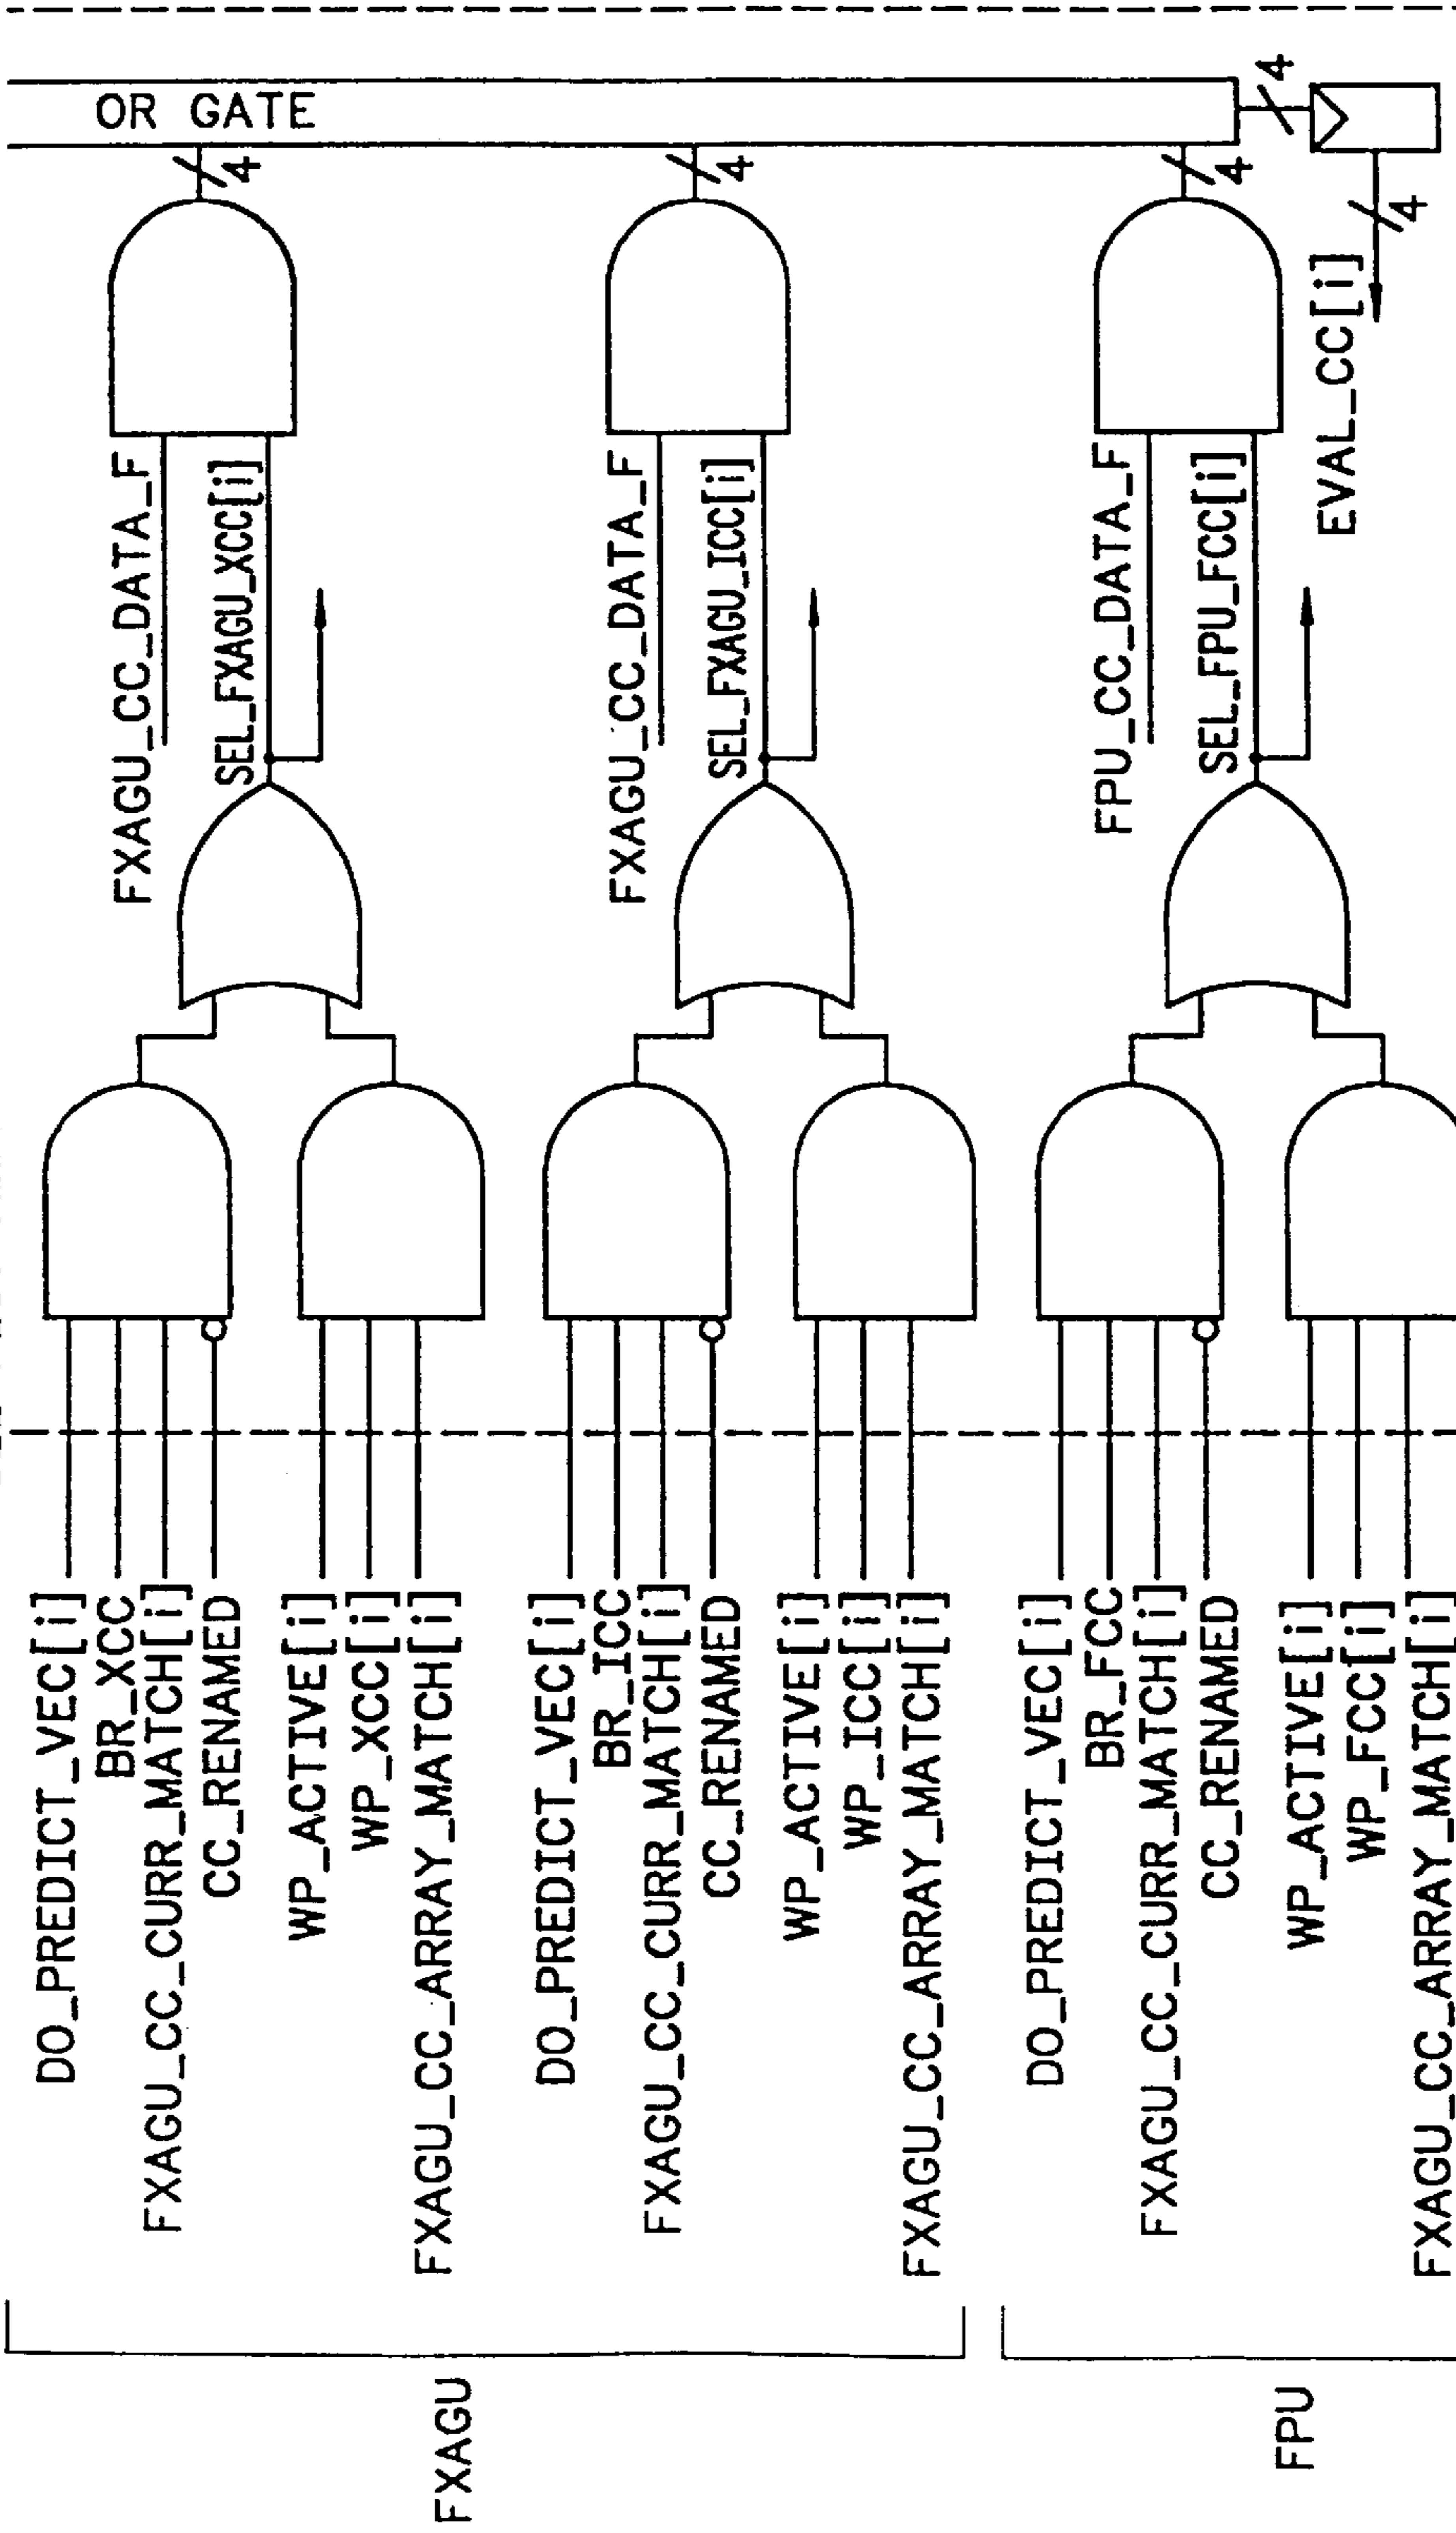 FXAGU
DO_PREDICT_VEC[i]
BR_XCC
FXAGU_CC_CURR_MATCH[i]
CC_RENAMED
WP_ACTIVE[i]
WP_XCC[i]
FXAGU_CC_ARRAY_MATCH[i]
FXAGU_CC_DATA_F
SEL_FXAGU_XCC[i]
4
OR GATE
DO_PREDICT_VEC[i]
BR_ICC
FXAGU_CC_CURR_MATCH[i]
CC_RENAMED
WP_ACTIVE[i]
WP_ICC[i]
FXAGU_CC_ARRAY_MATCH[i]
FXAGU_CC_DATA_F
SEL_FXAGU_ICC[i]
4
FPU
DO_PREDICT_VEC[i]
BR_FCC
FXAGU_CC_CURR_MATCH[i]
CC_RENAMED
WP_ACTIVE[i]
WP_FCC[i]
FXAGU_CC_ARRAY_MATCH[i]
FPU_CC_DATA_F
SEL_FPU_FCC[i]
4
4
EVAL_CC[i]
4